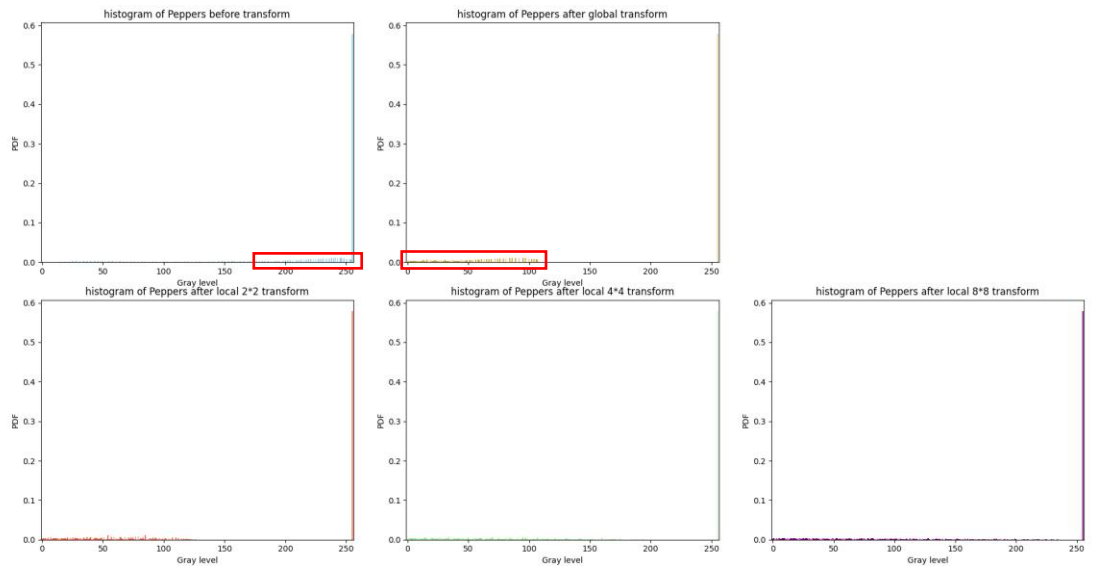 histogram of Peppers before transform
0.6
0.5
0.4
0.3
0.2
0.1
0.0
PDF
0 50 100 150 200 250
Gray level
histogram of Peppers after global transform
0.6
0.5
0.4
0.3
0.2
0.1
0.0
PDF
0 50 100 150 200 250
Gray level
histogram of Peppers after local 2*2 transform
0.6
0.5
0.4
0.3
0.2
0.1
0.0
PDF
0 50 100 150 200 250
Gray level
histogram of Peppers after local 4*4 transform
0.6
0.5
0.4
0.3
0.2
0.1
0.0
PDF
0 50 100 150 200 250
Gray level
histogram of Peppers after local 8*8 transform
0.6
0.5
0.4
0.3
0.2
0.1
0.0
PDF
0 50 100 150 200 250
Gray level